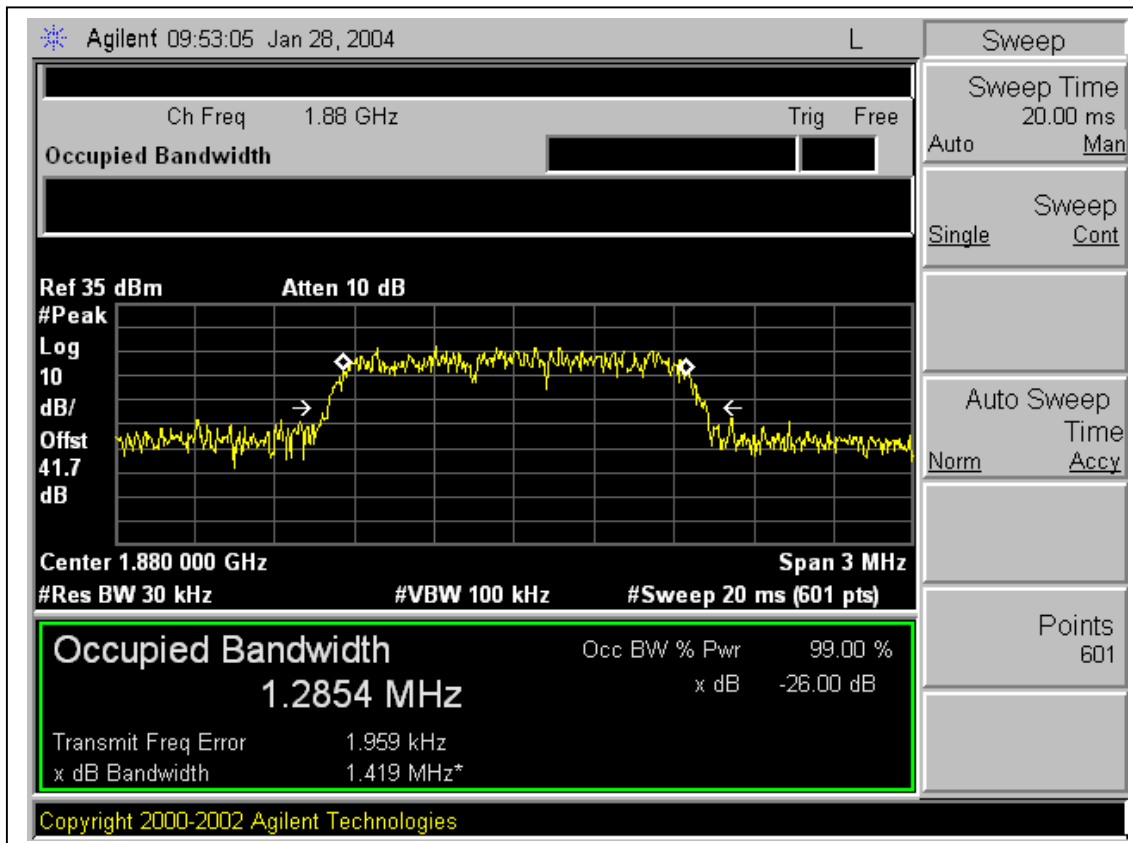 Agilent 09:53:05 Jan 28, 2004 L
Sweep
Ch Freq 1.88 GHz Trig Free
Occupied Bandwidth
Sweep Time
20.00 ms
Auto Man
Sweep
Single Cont
Ref 35 dBm Atten 10 dB
#Peak
Log
10
dB/
Offst
41.7
dB
Auto Sweep
Time
Norm Accy
Center 1.880 000 GHz Span 3 MHz
#Res BW 30 kHz #VBW 100 kHz #Sweep 20 ms (601 pts)
Occupied Bandwidth
1.2854 MHz
Occ BW % Pwr 99.00 %
x dB -26.00 dB
Transmit Freq Error 1.959 kHz
x dB Bandwidth 1.419 MHz*
Points
601
Copyright 2000-2002 Agilent Technologies